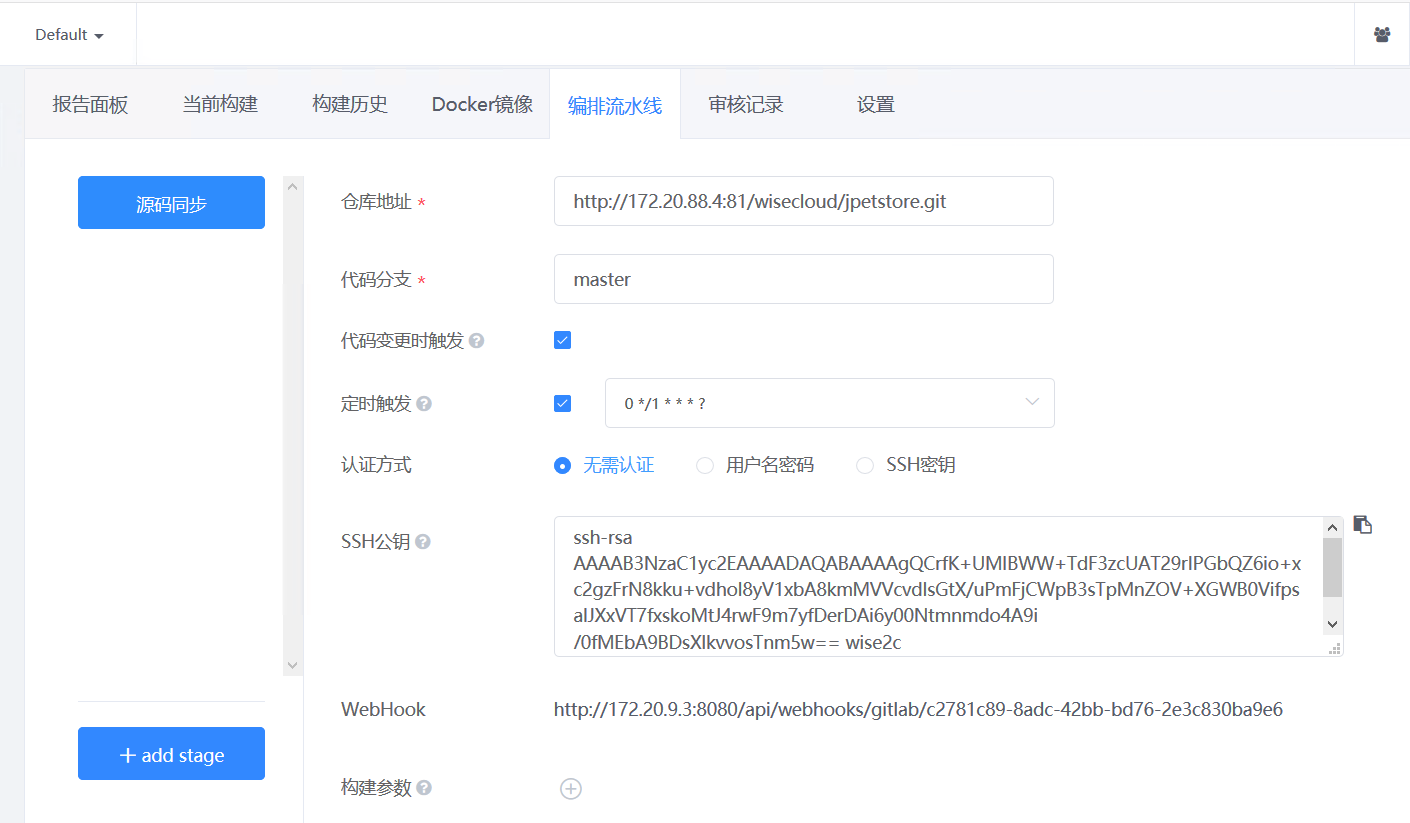 Default
报告面板 当前构建 构建历史 Docker镜像 编排流水线 审核记录 设置
源码同步
仓库地址 * http://172.20.88.4:81/wisecloud/jpetstore.git
代码分支 * master
代码变更时触发 ?
定时触发 ? 0 */1 * * * ?
认证方式 无需认证 用户名密码 SSH密钥
SSH公钥 ? ssh-rsa
AAAAB3NzaC1yc2EAAAADAQABAAAAgQCrfK+UMIBWW+TdF3zcUAT29rIPGbQZ6io+x
c2gzFrN8kku+vdhol8yV1xbA8kmMVVcvdIsGtX/uPmFjCWpB3sTpMnZOV+XGWB0Vifps
aIJXxVT7fxskoMtJ4rwF9m7yfDerDAi6y00Ntmnmdo4A9i
/0fMEbA9BDsXIkvvosTnm5w== wise2c
WebHook http://172.20.9.3:8080/api/webhooks/gitlab/c2781c89-8adc-42bb-bd76-2e3c830ba9e6
+ add stage
构建参数 ?